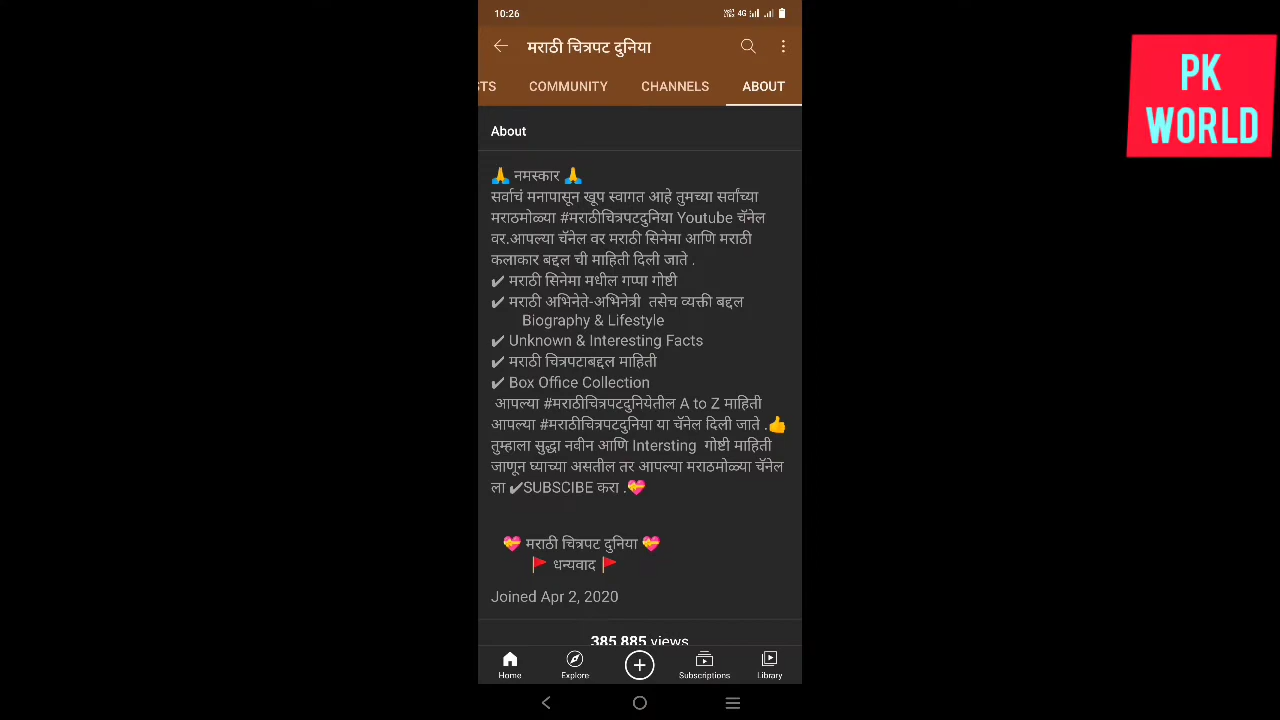 10:26
4G
मराठी चित्रपट दुनिया
STS COMMUNITY CHANNELS ABOUT
About
🙏 नमस्कार 🙏
सर्वाचं मनापासून खूप स्वागत आहे तुमच्या सर्वांच्या
मराठमोळ्या #मराठीचित्रपटदुनिया Youtube चॅनेल
वर.आपल्या चॅनेल वर मराठी सिनेमा आणि मराठी
कलाकार बद्दल ची माहिती दिली जाते .
✔ मराठी सिनेमा मधील गप्पा गोष्टी
✔ मराठी अभिनेते-अभिनेत्री तसेच व्यक्ती बद्दल
Biography & Lifestyle
✔ Unknown & Interesting Facts
✔ मराठी चित्रपटाबद्दल माहिती
✔ Box Office Collection
आपल्या #मराठीचित्रपटदुनियेतील A to Z माहिती
आपल्या #मराठीचित्रपटदुनिया या चॅनेल दिली जाते .👍
तुम्हाला सुद्धा नवीन आणि Intersting गोष्टी माहिती
जाणून घ्याच्या असतील तर आपल्या मराठमोळ्या चॅनेल
ला ✔SUBSCIBE करा .💝
💝 मराठी चित्रपट दुनिया 💝
🚩 धन्यवाद 🚩
Joined Apr 2, 2020
385,885 views
Home Explore Subscriptions Library
PK
WORLD